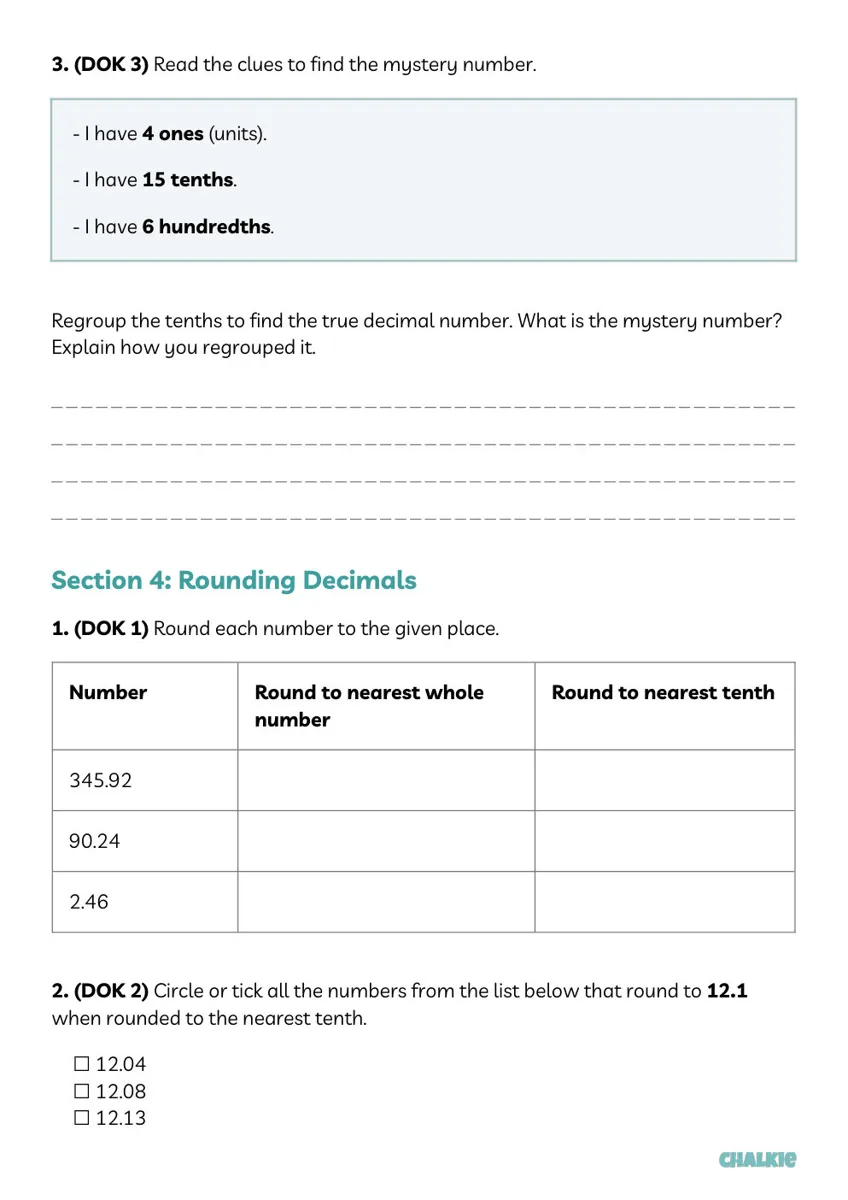 3. (DOK 3) Read the clues to find the mystery number.
- I have 4 ones (units).
- I have 15 tenths.
- I have 6 hundredths.
Regroup the tenths to find the true decimal number. What is the mystery number?
Explain how you regrouped it.
Section 4: Rounding Decimals
1. (DOK 1) Round each number to the given place.
Number
Round to nearest whole
number
Round to nearest tenth
345.92
90.24
2.46
2. (DOK 2) Circle or tick all the numbers from the list below that round to 12.1
when rounded to the nearest tenth.
☐ 12.04
☐ 12.08
☐ 12.13
CHALKIE